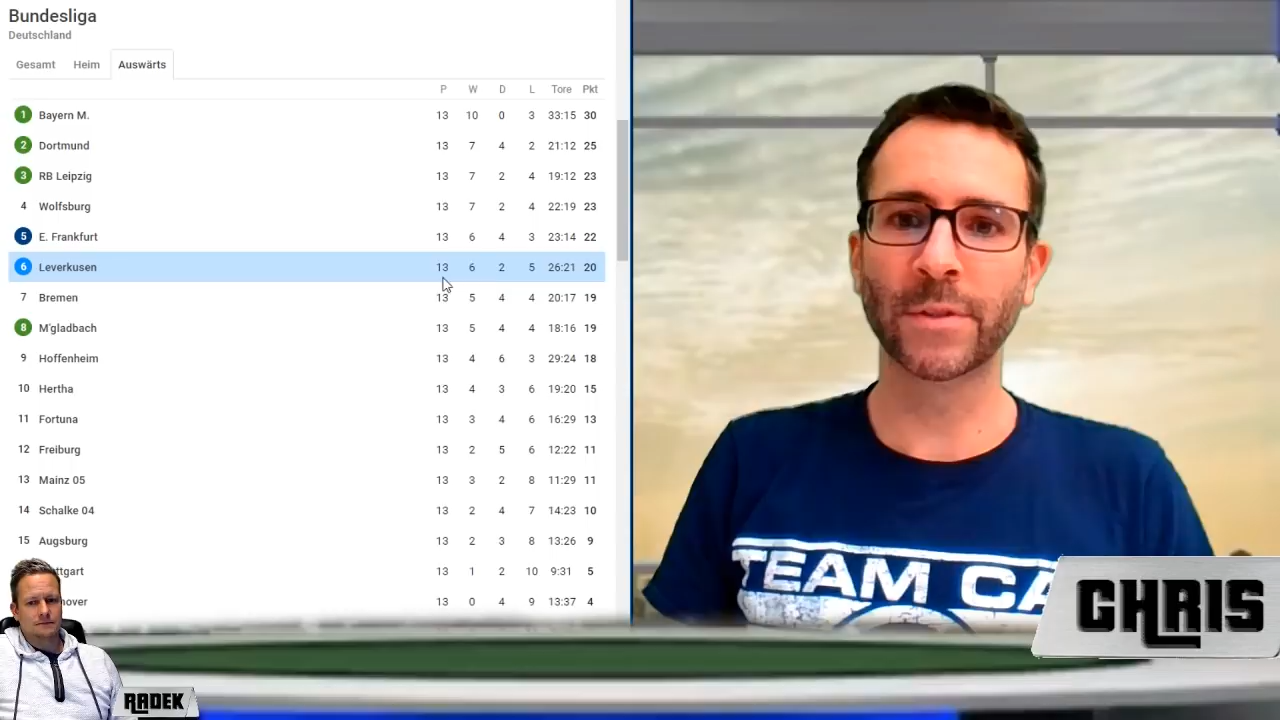 Bundesliga
Deutschland
Gesamt Heim Auswärts
P W D L Tore Pkt
1 Bayern M. 13 10 0 3 33:15 30
2 Dortmund 13 7 4 2 21:12 25
3 RB Leipzig 13 7 2 4 19:12 23
4 Wolfsburg 13 7 2 4 22:19 23
5 E. Frankfurt 13 6 4 3 23:14 22
6 Leverkusen 13 6 2 5 26:21 20
7 Bremen 13 5 4 4 20:17 19
8 M'gladbach 13 5 4 4 18:16 19
9 Hoffenheim 13 4 6 3 29:24 18
10 Hertha 13 4 3 6 19:20 15
11 Fortuna 13 3 4 6 16:29 13
12 Freiburg 13 2 5 6 12:22 11
13 Mainz 05 13 3 2 8 11:29 11
14 Schalke 04 13 2 4 7 14:23 10
15 Augsburg 13 2 3 8 13:26 9
ttgart 13 1 2 10 9:31 5
nover 13 0 4 9 13:37 4
TEAM CA
CHRIS
RADEK